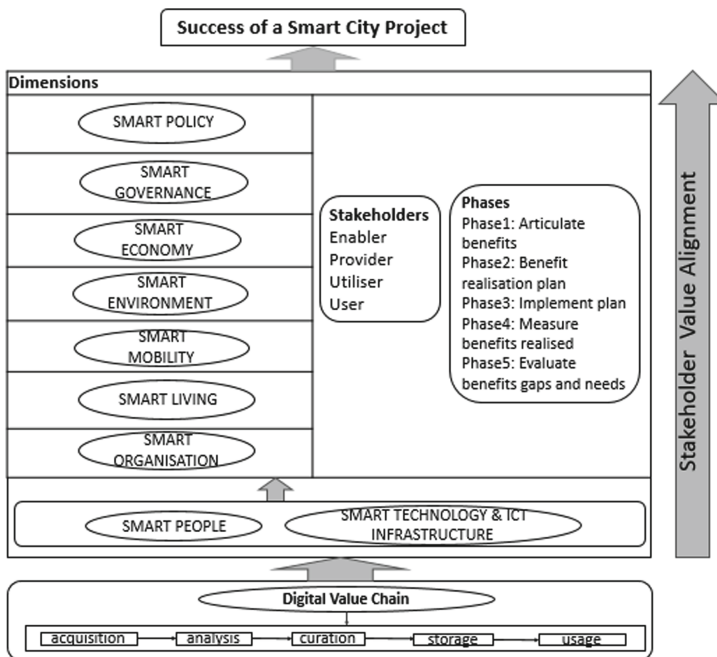 Success of a Smart City Project
Dimensions
SMART POLICY
SMART
GOVERNANCE
SMART
ECONOMY
SMART
ENVIRONMENT
SMART
MOBILITY
SMART LIVING
SMART
ORGANISATION
Stakeholders
Enabler
Provider
Utiliser
User
Phases
Phase1: Articulate
benefits
Phase2: Benefit
realisation plan
Phase3: Implement plan
Phase4: Measure
benefits realised
Phase5: Evaluate
benefits gaps and needs
Stakeholder Value Alignment
SMART PEOPLE
SMART TECHNOLOGY & ICT
INFRASTRUCTURE
Digital Value Chain
acquisition
analysis
curation
storage
usage